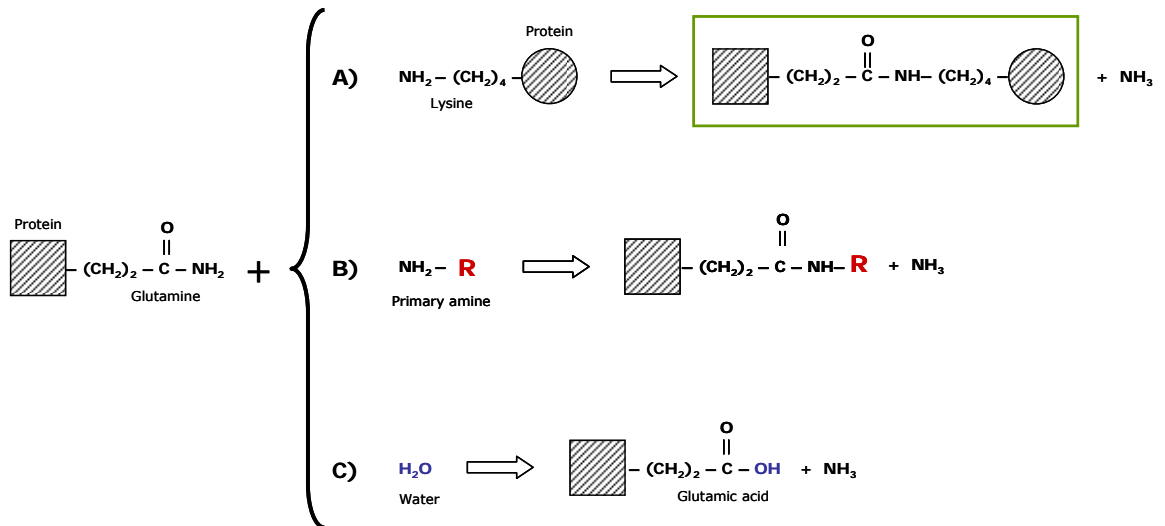 Protein
O
A) NH₂ – (CH₂)₄ – (CH₂)₂ – C – NH – (CH₂)₄ – + NH₃
Lysine
Protein
O
– (CH₂)₂ – C – NH₂ +
Glutamine
O
B) NH₂ – R – (CH₂)₂ – C – NH – R + NH₃
Primary amine
O
C) H₂O – (CH₂)₂ – C – OH + NH₃
Water Glutamic acid